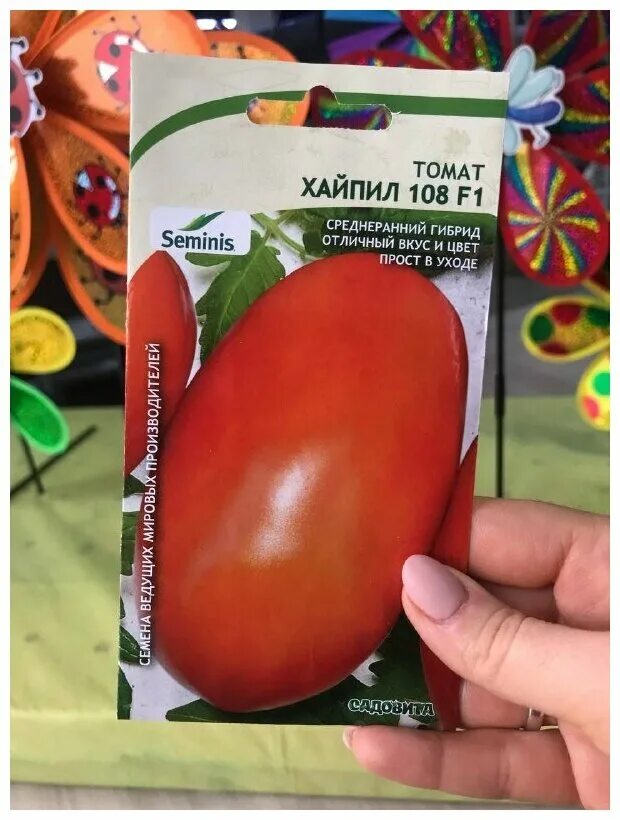 ТОМАТ
ХАЙПИЛ 108 F1
Seminis
СРЕДНЕРАННИЙ ГИБРИД
ОТЛИЧНЫЙ ВКУС И ЦВЕТ
ПРОСТ В УХОДЕ
СЕМЕНА ВЕДУЩИХ МИРОВЫХ ПРОИЗВОДИТЕЛЕЙ
САДОВИТА